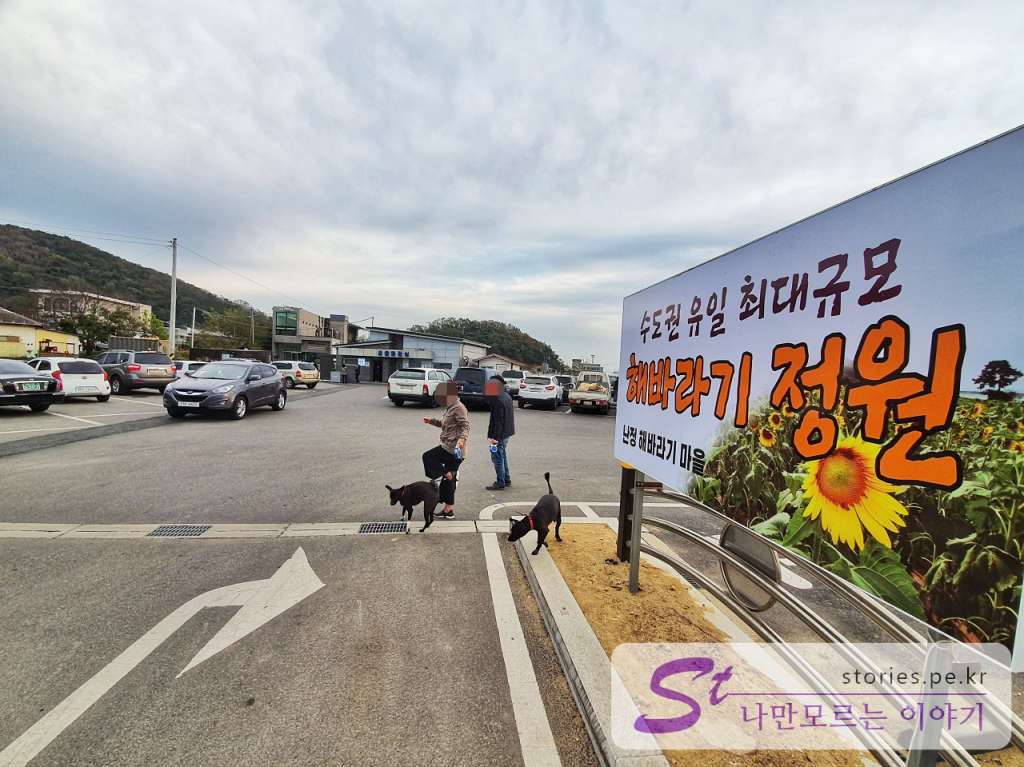 수도권 유일 최대규모
해바라기 정원
난정 해바라기 마을
St
stories.pe.kr
나만모르는 이야기